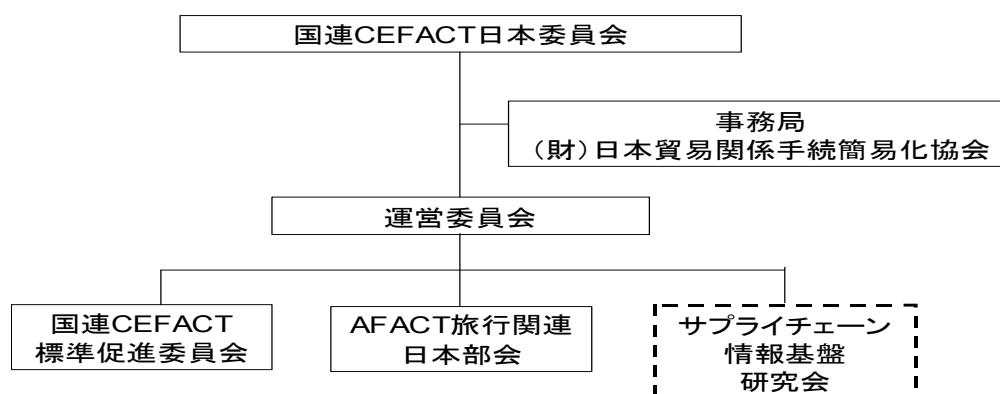 国連CEFACT日本委員会
事務局
（財）日本貿易関係手続簡易化協会
運営委員会
国連CEFACT
標準促進委員会
AFACT旅行関連
日本部会
サプライチェーン
情報基盤
研究会